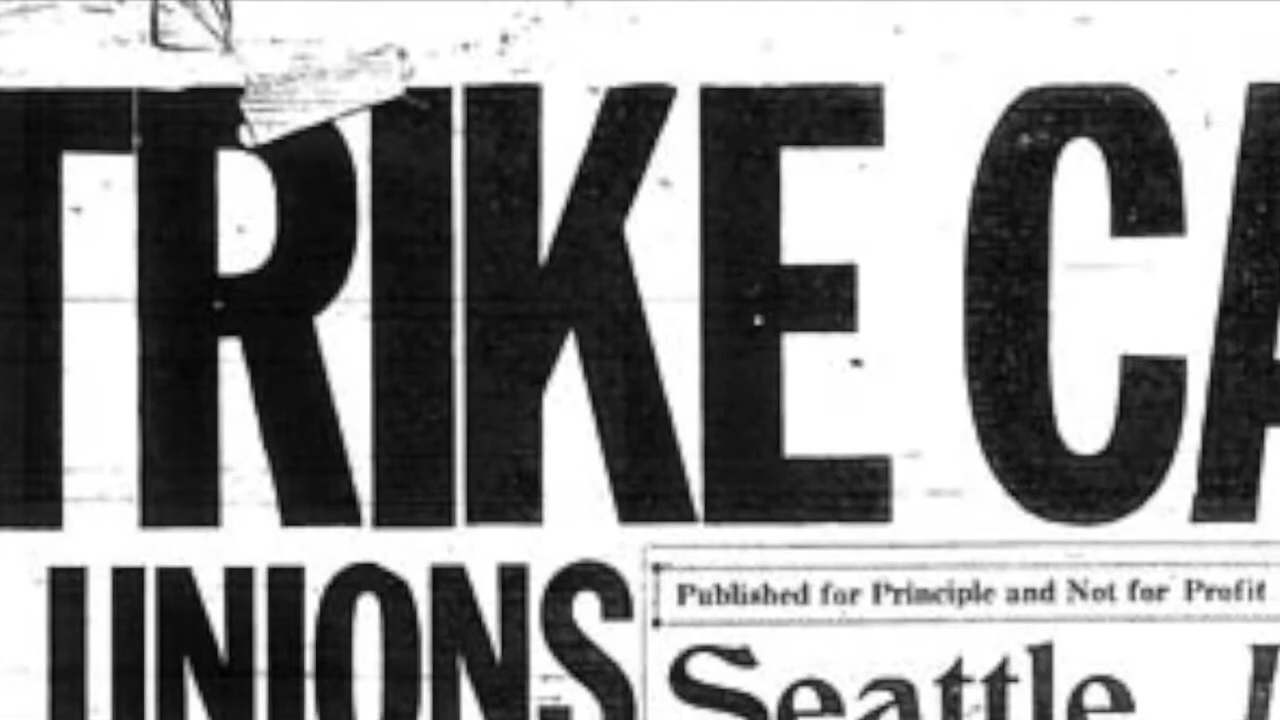 TRIKE CA
UNIONS
Published for Principle and Not for Profit
Seattle